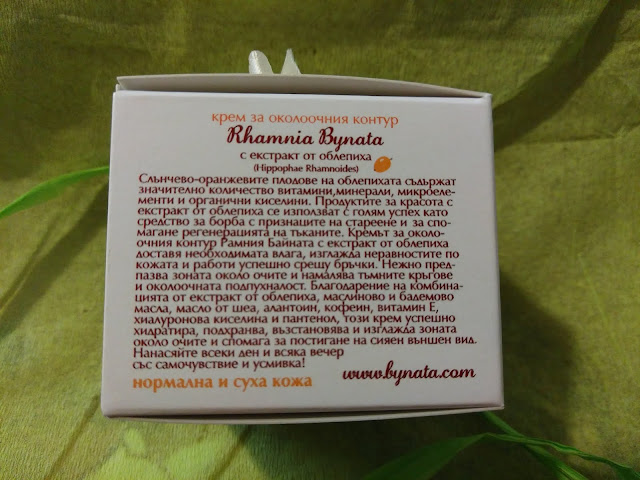 крем за околоочния контур
Rhamnia Bynata
с екстракт от облепиха
(Hippophae Rhamnoides)
Слънчево-оранжевите плодове на облепихата съдържат
значително количество витамини,минерали, микроеле-
менти и органични киселини. Продуктите за красота с
екстракт от облепиха се използват с голям успех като
средство за борба с признаците на стареене и за спо-
магане регенерацията на тъканите. Кремът за около-
очния контур Рамния Байната с екстракт от облепиха
доставя необходимата влага, изглажда неравностите по
кожата и работи успешно срещу бръчки. Нежно пред-
пазва зоната около очите и намалява тъмните кръгове
и околоочната подпухналост. Благодарение на комбина-
цията от екстракт от облепиха, маслиново и бадемово
масла, масло от шеа, алантоин, кофеин, витамин Е,
хиалуронова киселина и пантенол, този крем успешно
хидратира, подхранва, възстановява и изглажда зоната
около очите и спомага за постигане на сияен външен вид.
Нанасяйте всеки ден и всяка вечер
със самочувствие и усмивка!
нормална и суха кожа
www.bynata.com